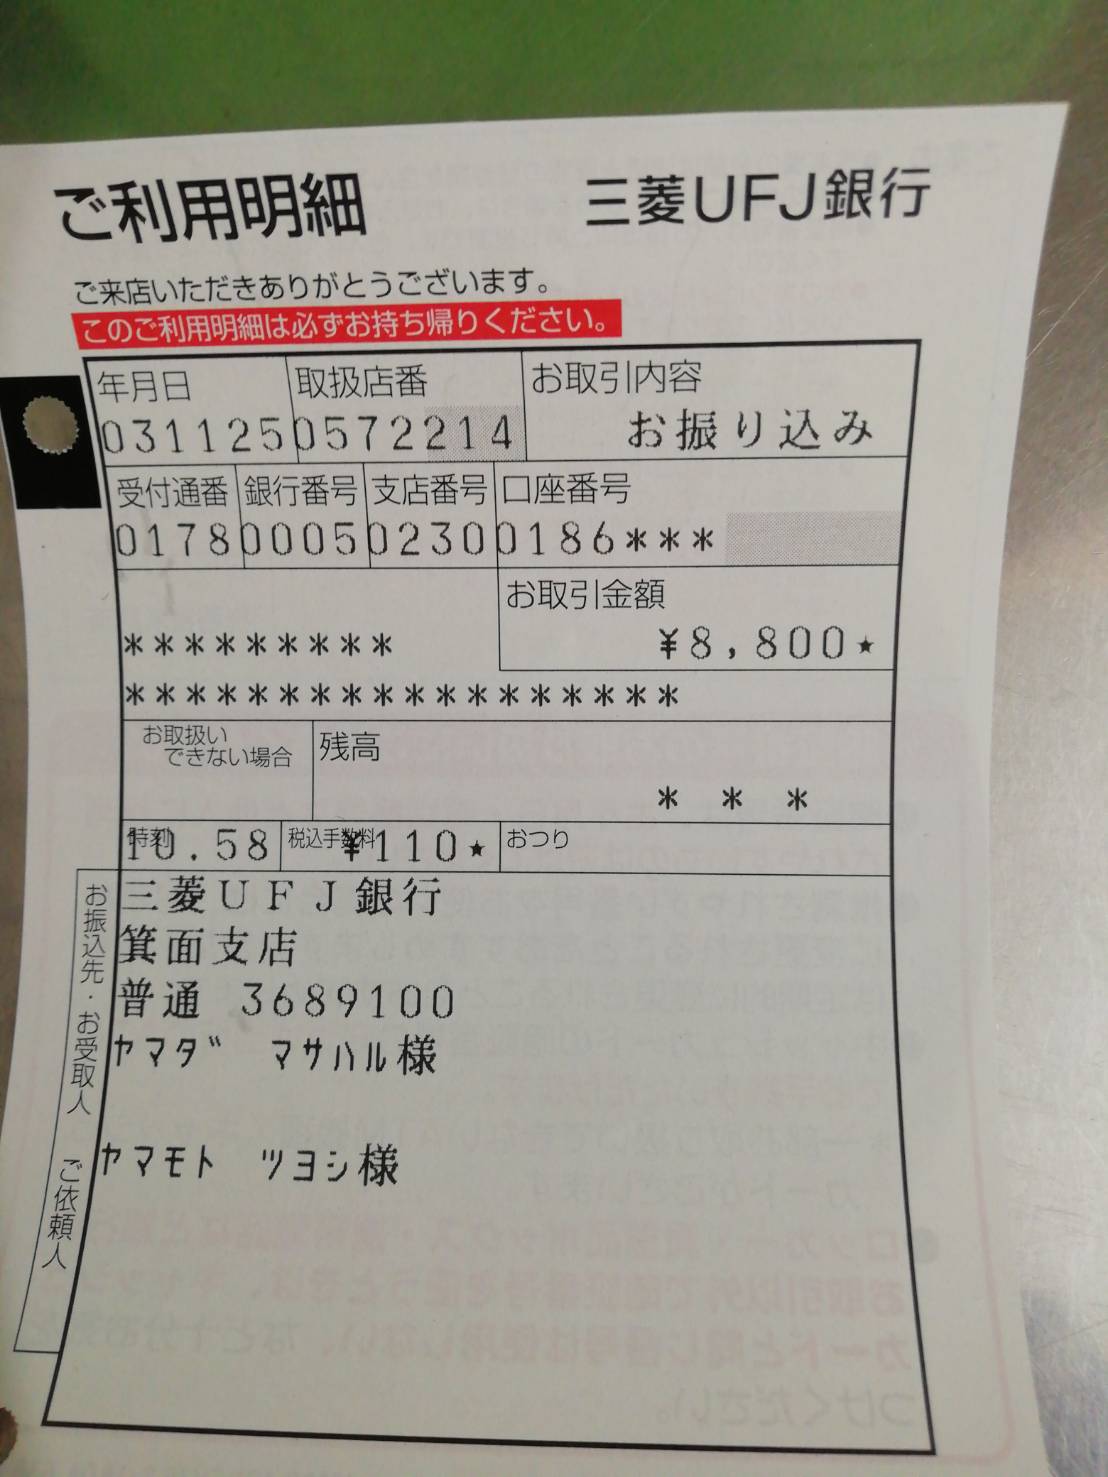 ご利用明細 三菱UFJ銀行
ご来店いただきありがとうございます。
このご利用明細は必ずお持ち帰りください。
年月日 取扱店番 お取引内容
031125 0572214 お振り込み
受付通番 銀行番号 支店番号 口座番号
0178 0005 0230 0186***
お取引金額
*********  ¥8,800★
******************
お取扱い
できない場合 残高
* * *
時刻 税込手数料 おつり
10.58 ¥110★
お振込先・お受取人
三菱UFJ銀行
箕面支店
普通 3689100
ヤマダ゛ マサハル様
ご依頼人
ヤマモト ツヨシ様